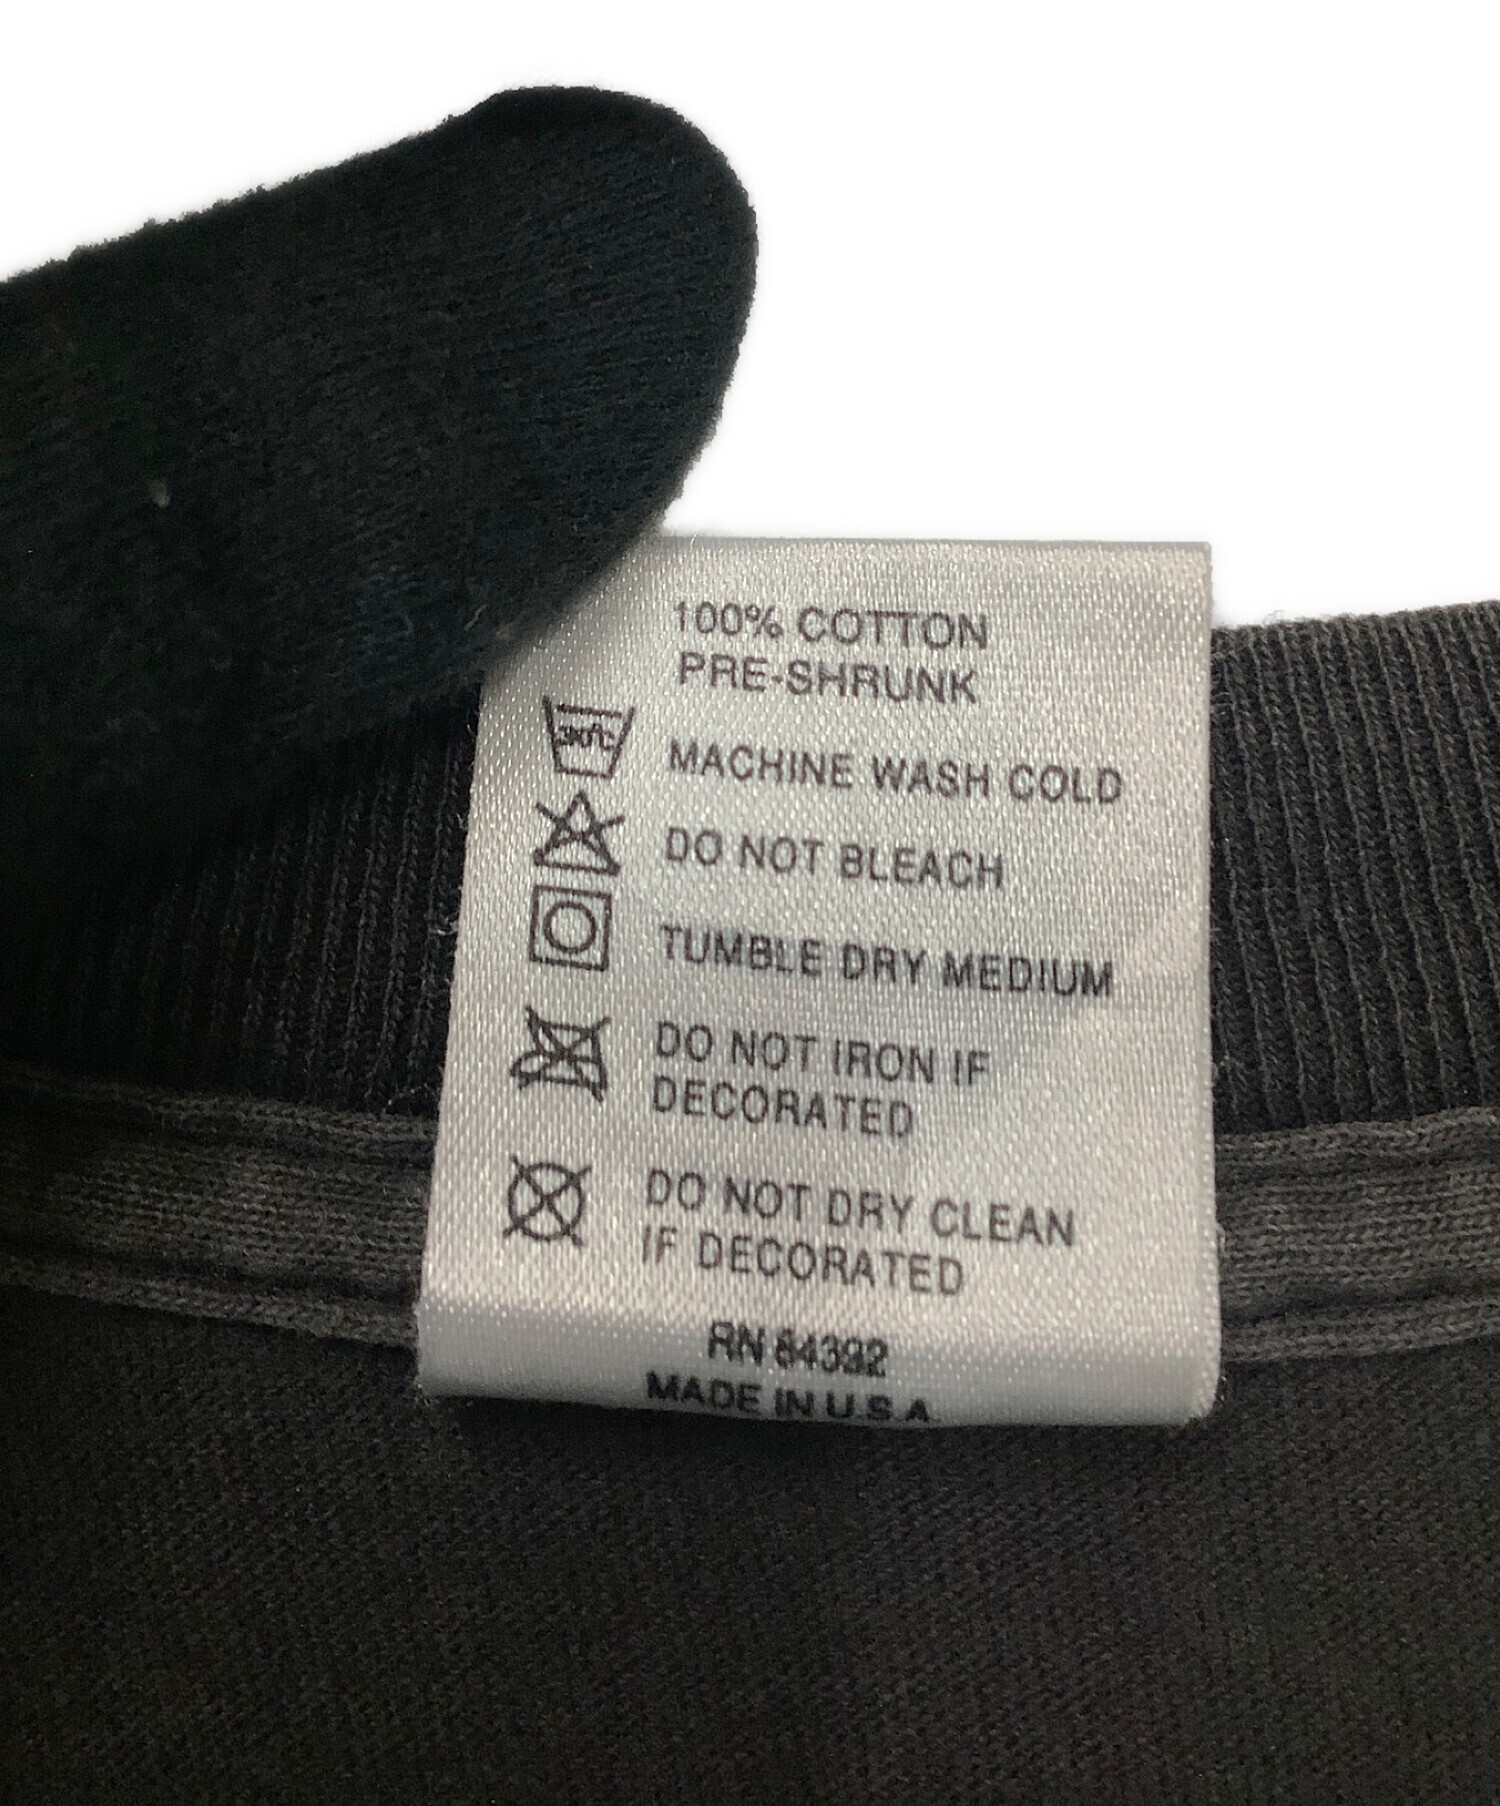 100% COTTON
PRE-SHRUNK
MACHINE WASH COLD
DO NOT BLEACH
TUMBLE DRY MEDIUM
DO NOT IRON IF
DECORATED
DO NOT DRY CLEAN
IF DECORATED
RN
MADE IN U.S.A.